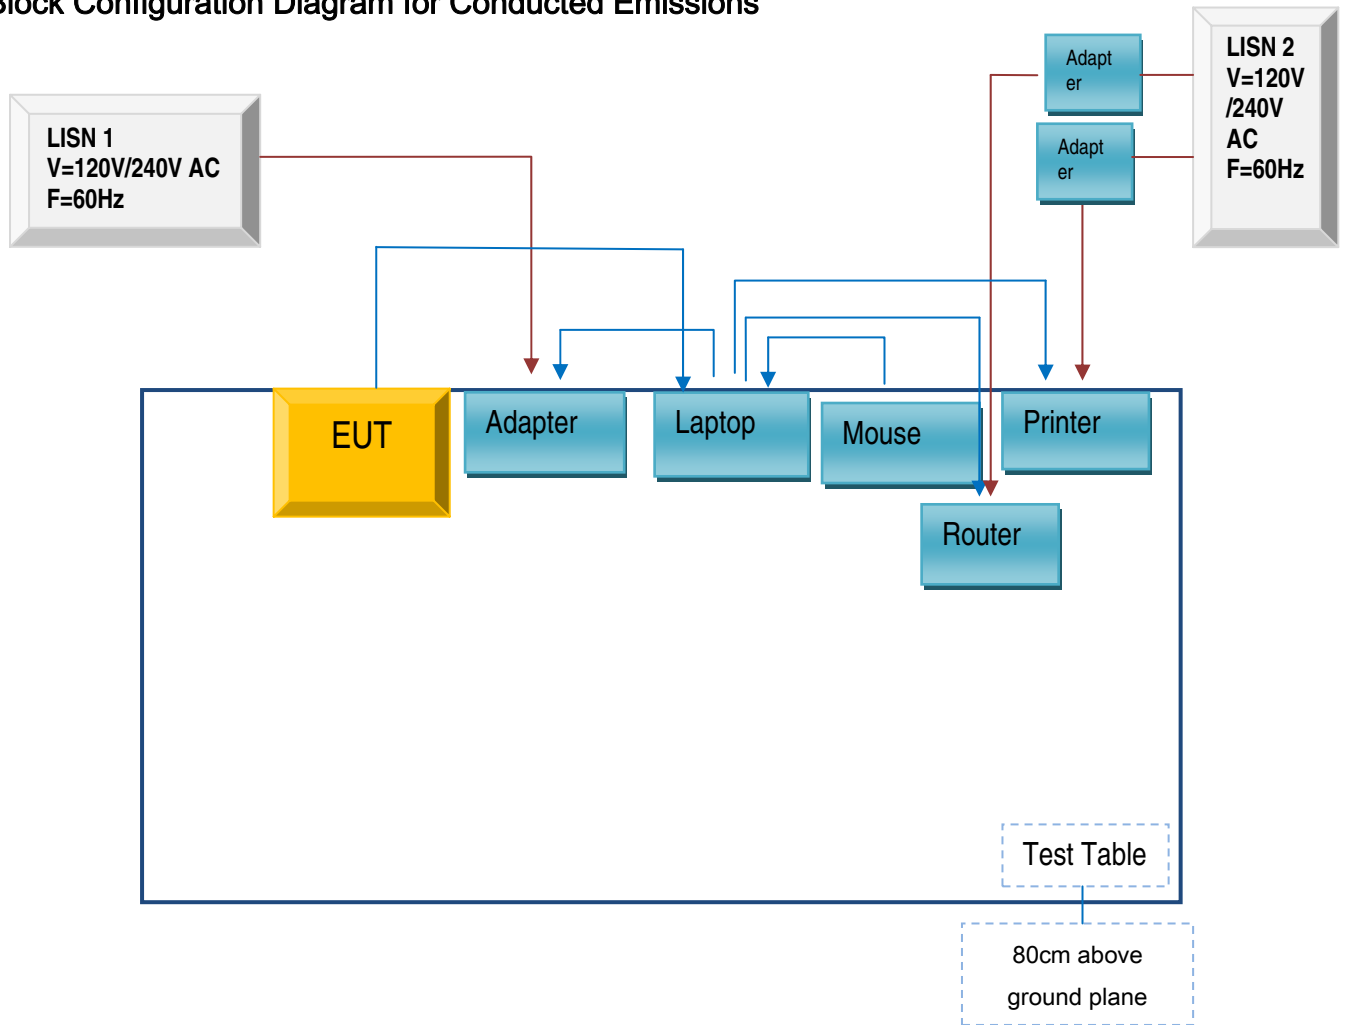 Block Configuration Diagram for Conducted Emissions
LISN 1
V=120V/240V AC
F=60Hz
Adapt
er
Adapt
er
LISN 2
V=120V
/240V
AC
F=60Hz
EUT
Adapter
Laptop
Mouse
Printer
Router
Test Table
80cm above
ground plane